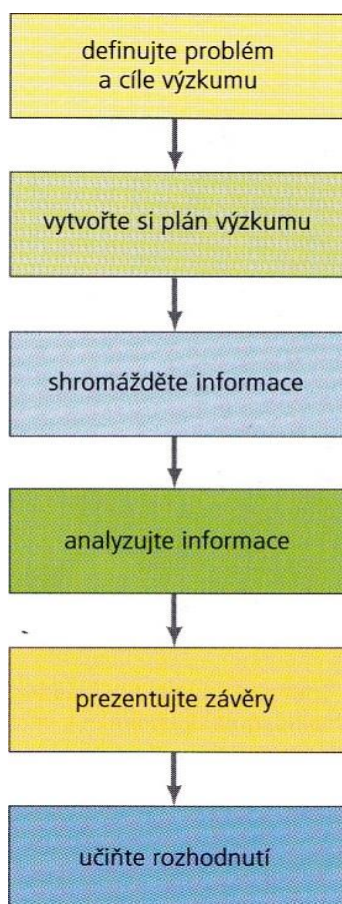 definujte problém
a cíle výzkumu
vytvořte si plán výzkumu
shromážděte informace
analyzujte informace
prezentujte závěry
učiňte rozhodnutí